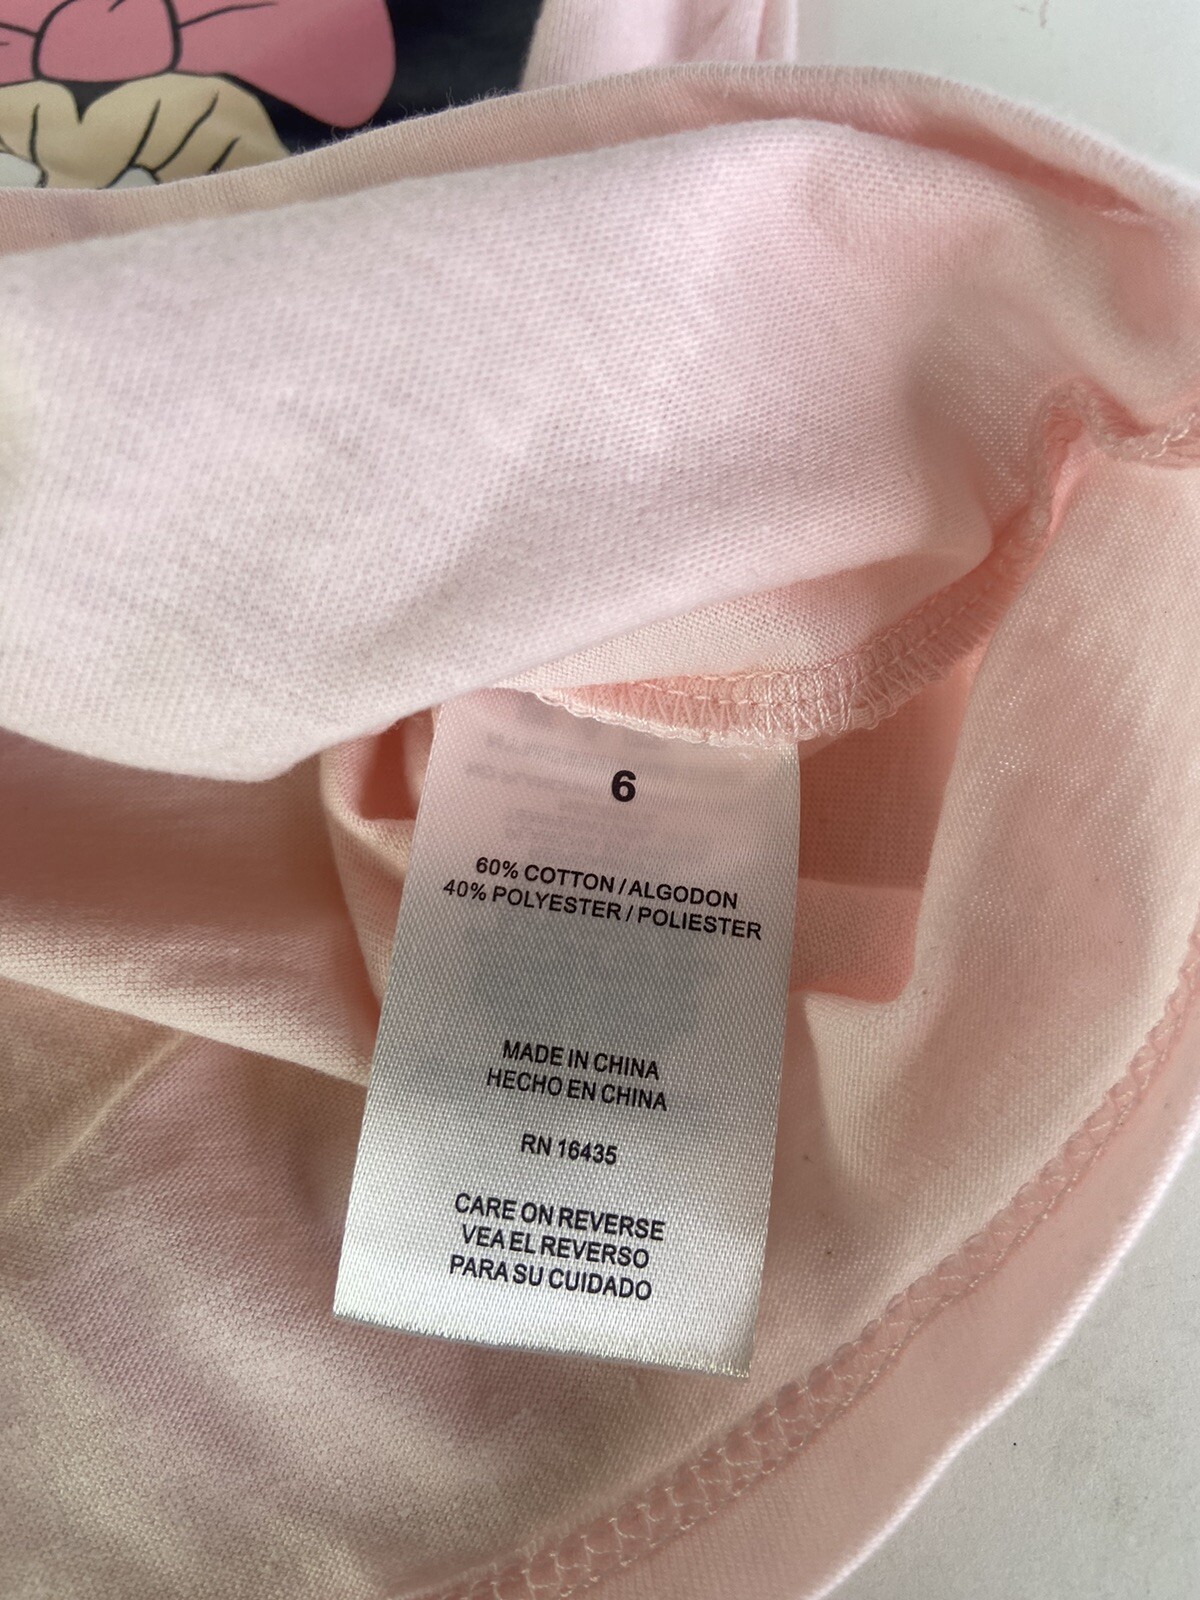 6
60% COTTON / ALGODON
40% POLYESTER / POLIESTER
MADE IN CHINA
HECHO EN CHINA
RN 16435
CARE ON REVERSE
VEA EL REVERSO
PARA SU CUIDADO